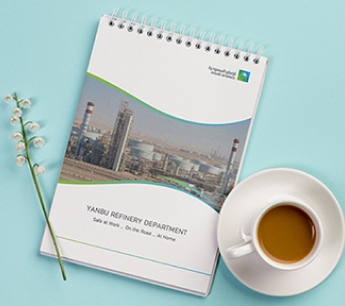 أرامكو السعودية
saudi aramco
YANBU REFINERY DEPARTMENT
Safe at Work .. On the Road ... At Home